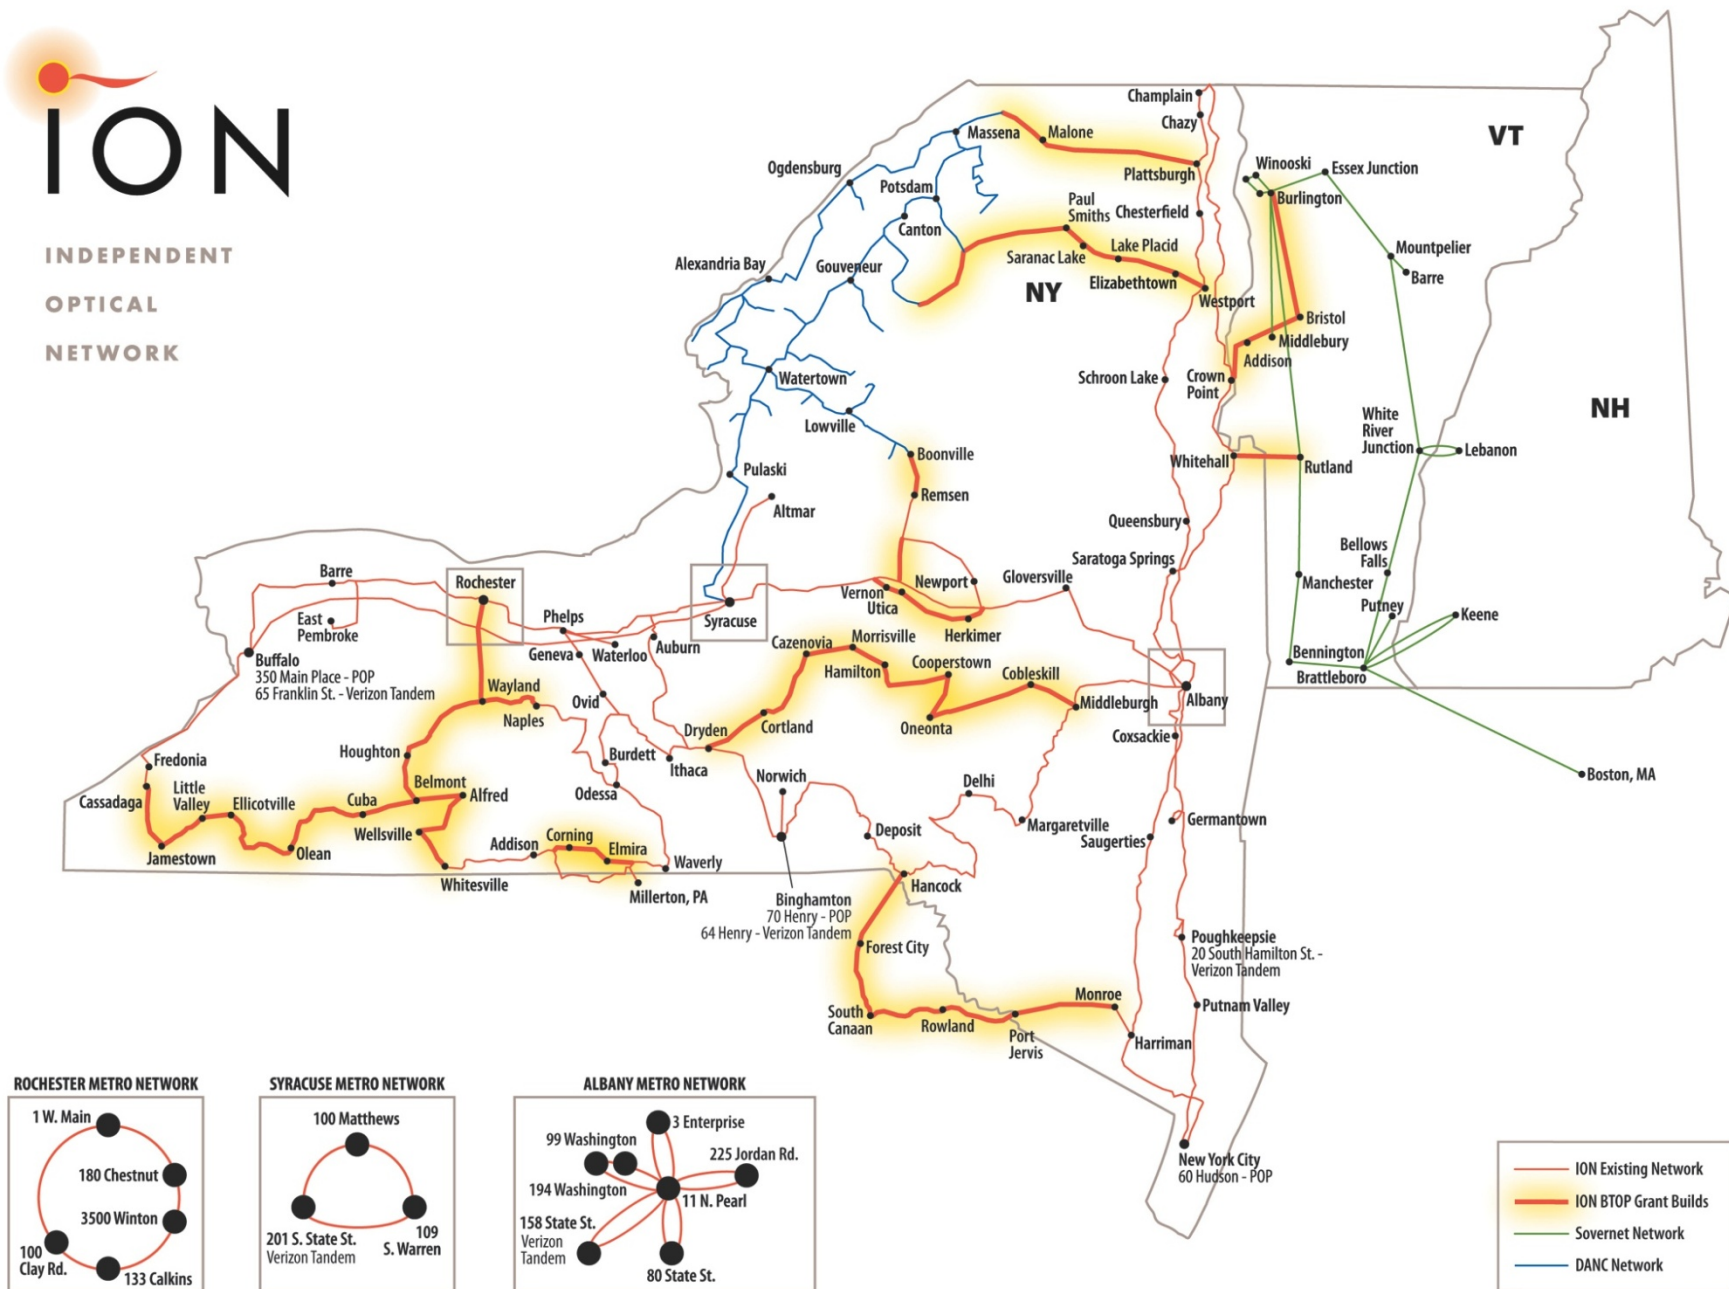 ION
INDEPENDENT
OPTICAL
NETWORK
VT
NY
NH
Champlain
Chazy
Massena
Malone
Plattsburgh
Ogdensburg
Potsdam
Canton
Paul
Smiths
Chesterfield
Saranac Lake
Lake Placid
Elizabethtown
Westport
Alexandria Bay
Gouveneur
Winooski
Essex Junction
Burlington
Mountpelier
Barre
Bristol
Middlebury
Addison
Crown
Point
Schroon Lake
Watertown
Lowville
Boonville
Remsen
Pulaski
Altmar
White
River
Junction
Lebanon
Whitehall
Rutland
Queensbury
Saratoga Springs
Bellows
Falls
Manchester
Putney
Keene
Bennington
Brattleboro
Boston, MA
Barre
East
Pembroke
Rochester
Phelps
Geneva
Waterloo
Auburn
Syracuse
Vernon
Utica
Newport
Herkimer
Gloversville
Buffalo
350 Main Place - POP
65 Franklin St. - Verizon Tandem
Wayland
Naples
Ovid
Cazenovia
Morrisville
Hamilton
Cooperstown
Cobleskill
Middleburgh
Albany
Coxsackie
Oneonta
Cortland
Dryden
Houghton
Burdett
Ithaca
Odessa
Norwich
Delhi
Margaretville
Germantown
Saugerties
Deposit
Fredonia
Cassadaga
Little
Valley
Ellicotville
Cuba
Belmont
Alfred
Wellsville
Jamestown
Olean
Whitesville
Addison
Corning
Elmira
Waverly
Millerton, PA
Binghamton
70 Henry - POP
64 Henry - Verizon Tandem
Hancock
Forest City
South
Canaan
Rowland
Port
Jervis
Monroe
Harriman
Poughkeepsie
20 South Hamilton St. -
Verizon Tandem
Putnam Valley
New York City
60 Hudson - POP
ROCHESTER METRO NETWORK
1 W. Main
180 Chestnut
3500 Winton
100
Clay Rd.
133 Calkins
SYRACUSE METRO NETWORK
100 Matthews
201 S. State St.
Verizon Tandem
109
S. Warren
ALBANY METRO NETWORK
3 Enterprise
99 Washington
225 Jordan Rd.
194 Washington
11 N. Pearl
158 State St.
Verizon
Tandem
80 State St.
ION Existing Network
ION BTOP Grant Builds
Sovernet Network
DANC Network